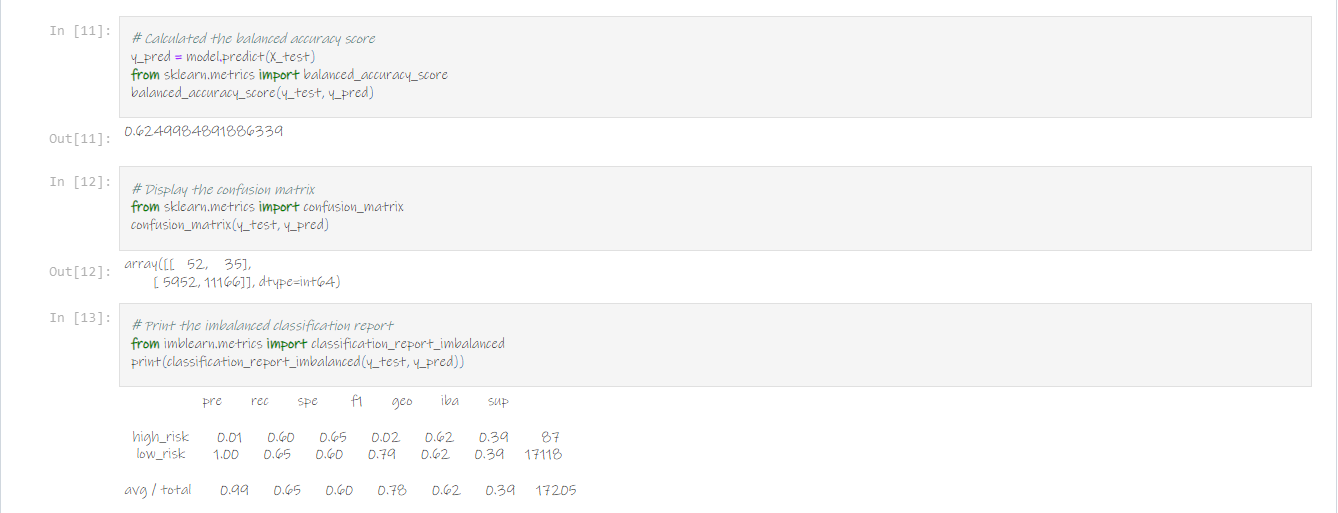 In [11]:
# Calculated the balanced accuracy score
y_pred = model.predict(X_test)
from sklearn.metrics import balanced_accuracy_score
balanced_accuracy_score(y_test, y_pred)
Out[11]:
0.6249984891886339
In [12]:
# Display the confusion matrix
from sklearn.metrics import confusion_matrix
confusion_matrix(y_test, y_pred)
Out[12]:
array([[ 52, 35],
[ 5952, 11166]], dtype=int64)
In [13]:
# Print the imbalanced classification report
from imblearn.metrics import classification_report_imbalanced
print(classification_report_imbalanced(y_test, y_pred))
pre rec spe f1 geo iba sup
high_risk 0.01 0.60 0.65 0.02 0.62 0.39 87
low_risk 1.00 0.65 0.60 0.79 0.62 0.39 17118
avg / total 0.99 0.65 0.60 0.78 0.62 0.39 17205